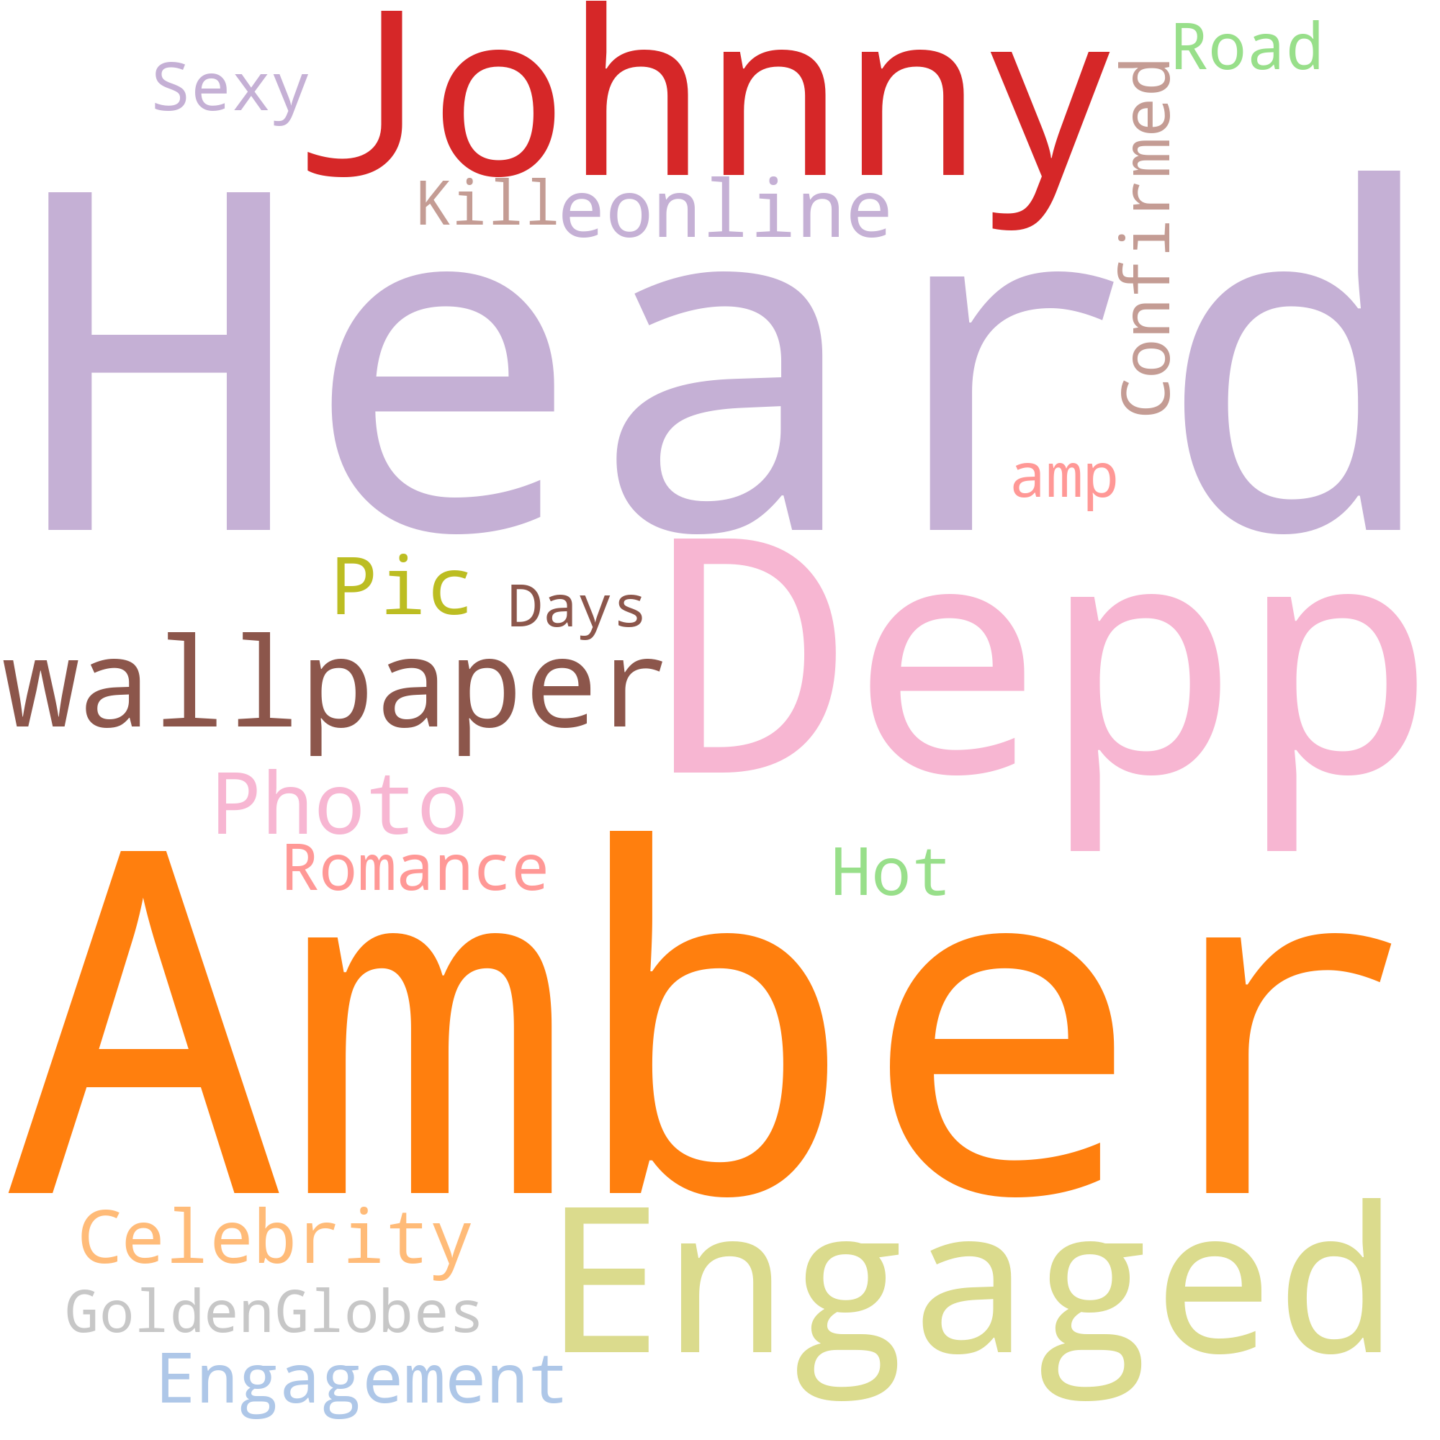 Johnny
Road
Sexy
Confirmed
Kill
eonline
Heard
amp
Depp
Pic
Days
wallpaper
Photo
Romance
Hot
Amber
Celebrity
Engaged
GoldenGlobes
Engagement